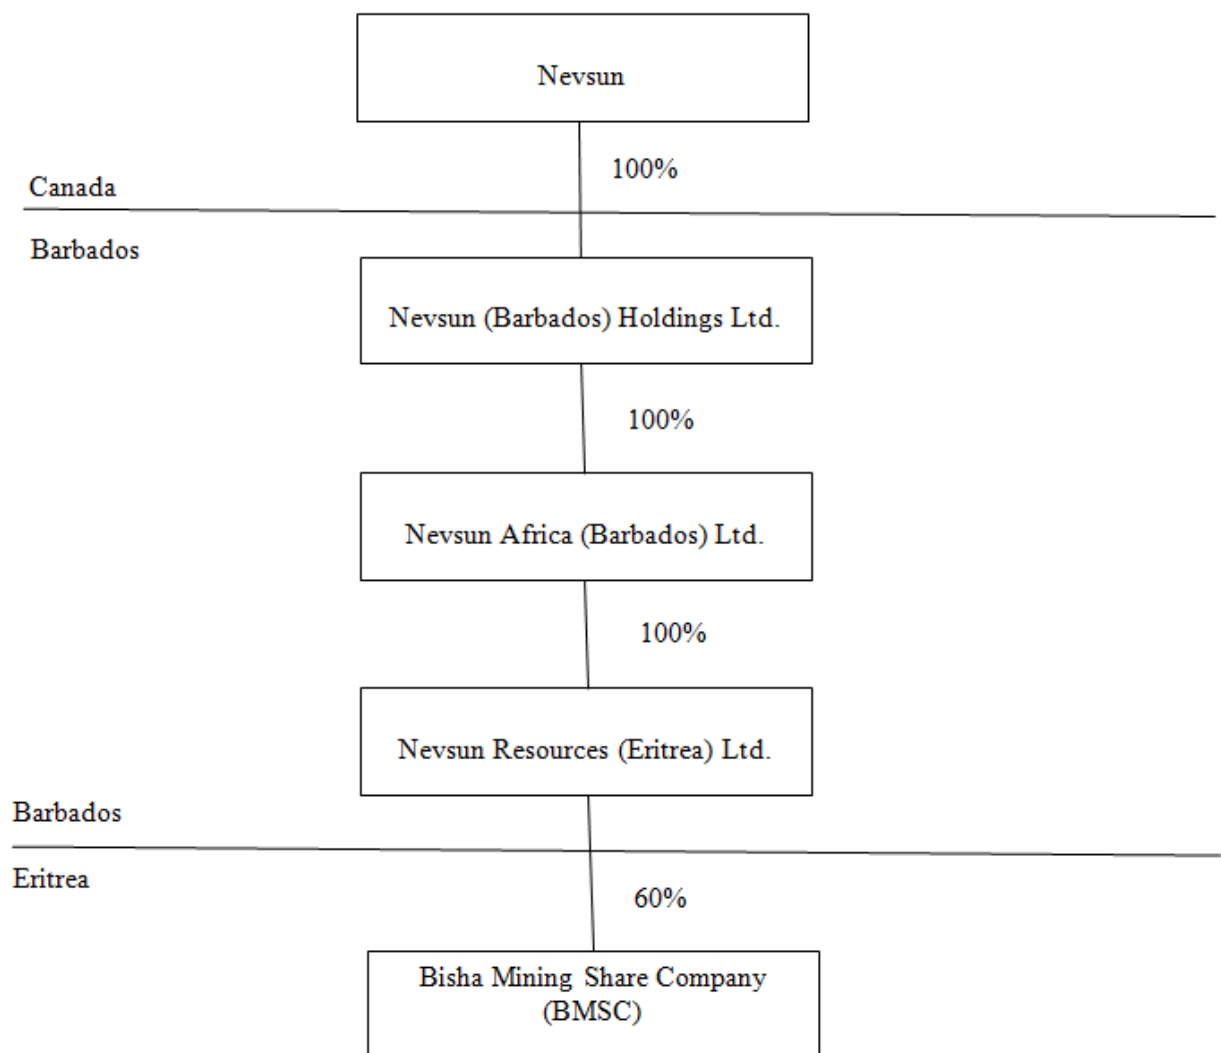 Nevsun
100%
Canada
Barbados
Nevsun (Barbados) Holdings Ltd.
100%
Nevsun Africa (Barbados) Ltd.
100%
Nevsun Resources (Eritrea) Ltd.
Barbados
Eritrea
60%
Bisha Mining Share Company
(BMSC)